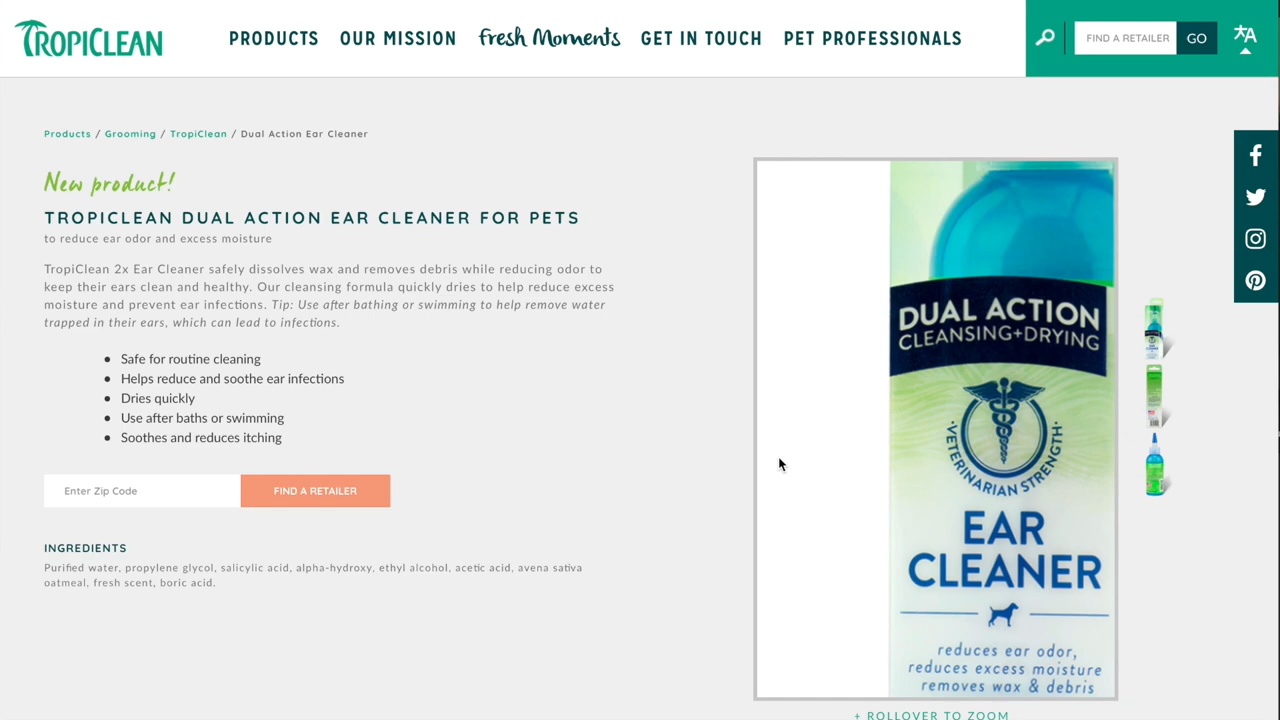 TROPICLEAN
PRODUCTS
OUR MISSION
fresh Moments
GET IN TOUCH
PET PROFESSIONALS
FIND A RETAILER
GO
Products / Grooming / TropiClean / Dual Action Ear Cleaner
New product!
TROPICLEAN DUAL ACTION EAR CLEANER FOR PETS
to reduce ear odor and excess moisture
TropiClean 2x Ear Cleaner safely dissolves wax and removes debris while reducing odor to
keep their ears clean and healthy. Our cleansing formula quickly dries to help reduce excess
moisture and prevent ear infections. Tip: Use after bathing or swimming to help remove water
trapped in their ears, which can lead to infections.
• Safe for routine cleaning
• Helps reduce and soothe ear infections
• Dries quickly
• Use after baths or swimming
• Soothes and reduces itching
Enter Zip Code
FIND A RETAILER
INGREDIENTS
Purified water, propylene glycol, salicylic acid, alpha-hydroxy, ethyl alcohol, acetic acid, avena sativa
oatmeal, fresh scent, boric acid.
DUAL ACTION
CLEANSING+DRYING
·VETERINARIAN STRENGTH·
EAR
CLEANER
reduces ear odor,
reduces excess moisture
removes wax & debris
+ ROLLOVER TO ZOOM